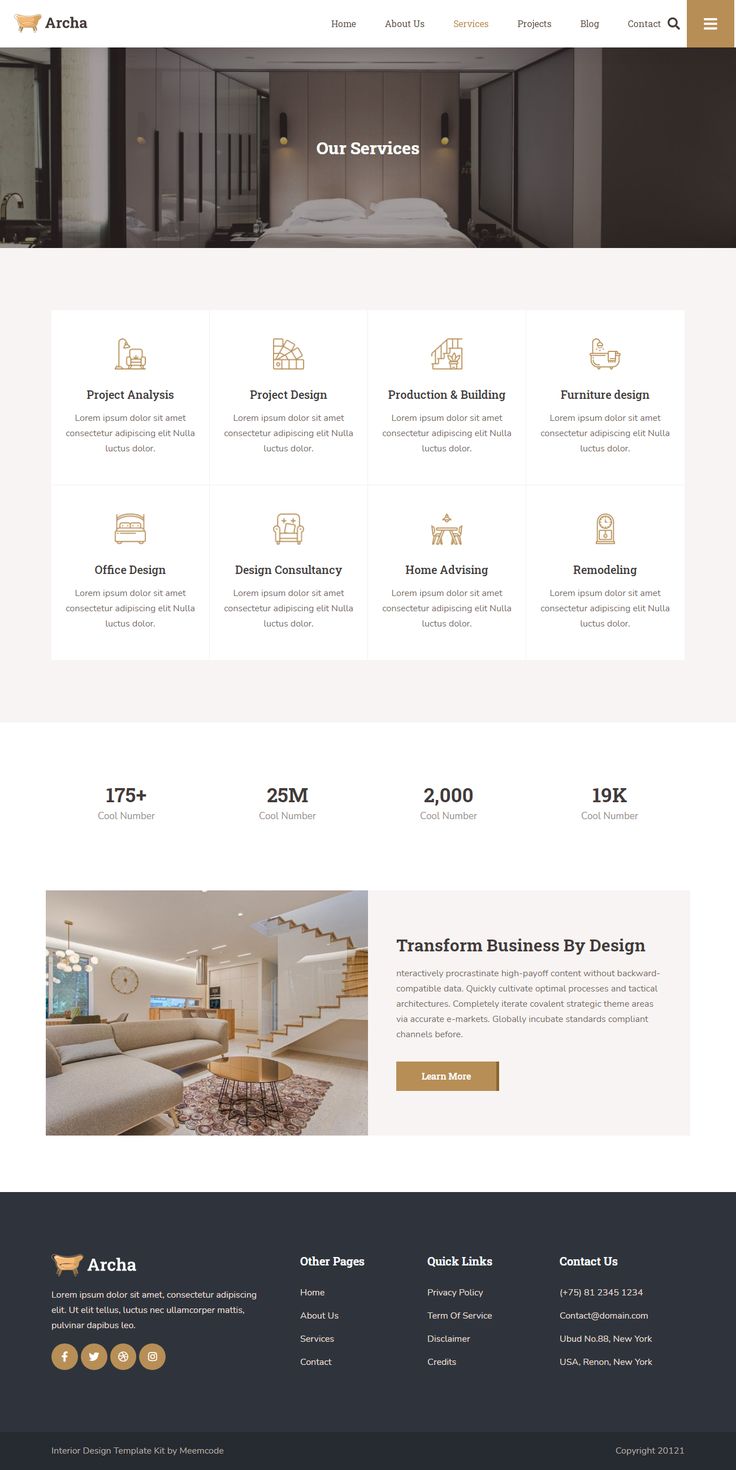 Archa
Home About Us Services Projects Blog Contact
Our Services
Project Analysis
Lorem ipsum dolor sit amet
consectetur adipiscing elit Nulla
luctus dolor.
Project Design
Lorem ipsum dolor sit amet
consectetur adipiscing elit Nulla
luctus dolor.
Production & Building
Lorem ipsum dolor sit amet
consectetur adipiscing elit Nulla
luctus dolor.
Furniture design
Lorem ipsum dolor sit amet
consectetur adipiscing elit Nulla
luctus dolor.
Office Design
Lorem ipsum dolor sit amet
consectetur adipiscing elit Nulla
luctus dolor.
Design Consultancy
Lorem ipsum dolor sit amet
consectetur adipiscing elit Nulla
luctus dolor.
Home Advising
Lorem ipsum dolor sit amet
consectetur adipiscing elit Nulla
luctus dolor.
Remodeling
Lorem ipsum dolor sit amet
consectetur adipiscing elit Nulla
luctus dolor.
175+
Cool Number
25M
Cool Number
2,000
Cool Number
19K
Cool Number
Transform Business By Design
nteractively procrastinate high-payoff content without backward-
compatible data. Quickly cultivate optimal processes and tactical
architectures. Completely iterate covalent strategic theme areas
via accurate e-markets. Globally incubate standards compliant
channels before.
Learn More
Archa
Lorem ipsum dolor sit amet, consectetur adipiscing
elit. Ut elit tellus, luctus nec ullamcorper mattis,
pulvinar dapibus leo.
Other Pages
Home
About Us
Services
Contact
Quick Links
Privacy Policy
Term Of Service
Disclaimer
Credits
Contact Us
(+75) 81 2345 1234
Contact@domain.com
Ubud No.88, New York
USA, Renon, New York
Interior Design Template Kit by Meemcode
Copyright 20121